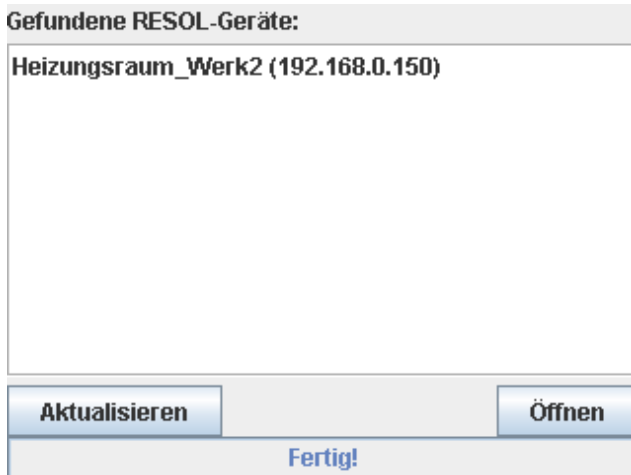 Gefundene RESOL-Geräte:
Heizungsraum_Werk2 (192.168.0.150)
Aktualisieren
Öffnen
Fertig!